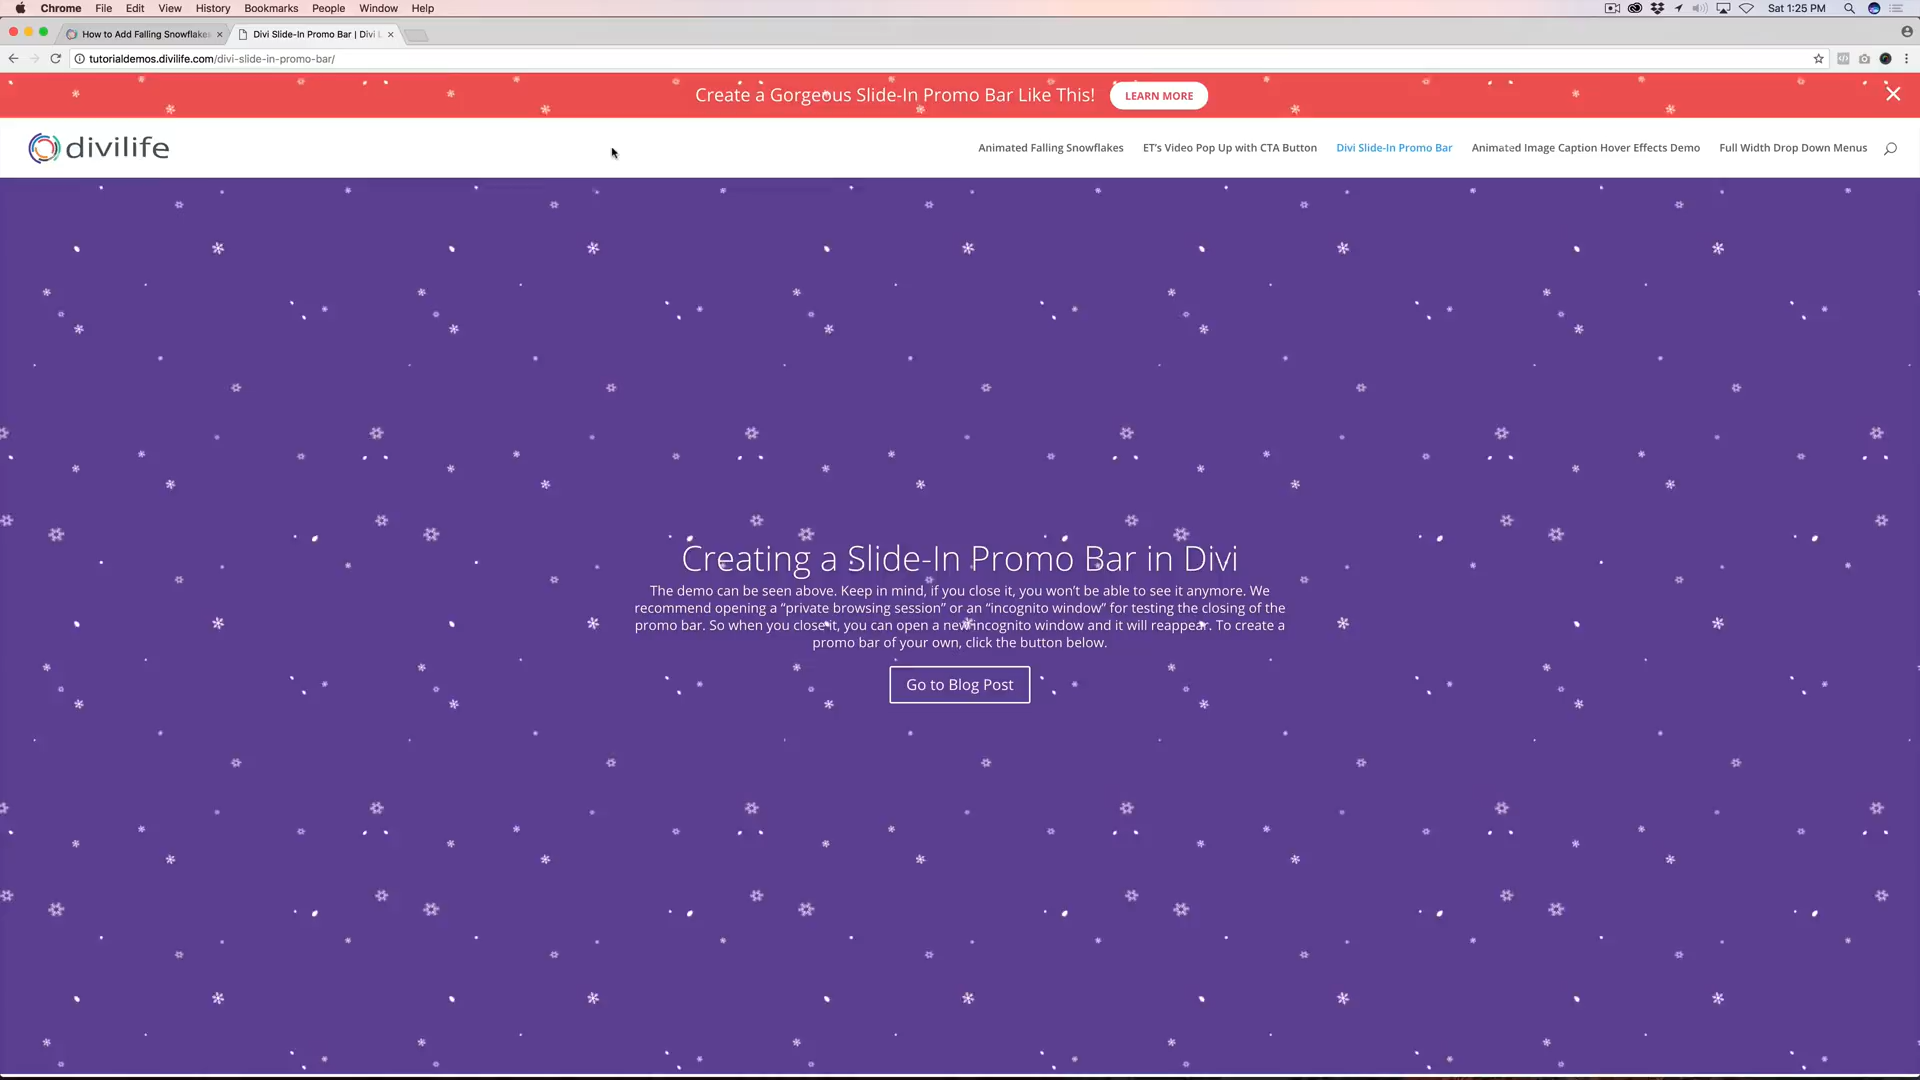 Chrome File Edit View History Bookmarks People Window Help Sat 1:25 PM
How to Add Falling Snowflake Divi Slide-In Promo Bar | Divi
tutorialdemos.divilife.com/divi-slide-in-promo-bar/
Create a Gorgeous Slide-In Promo Bar Like This! LEARN MORE
divilife Animated Falling Snowflakes ET's Video Pop Up with CTA Button Divi Slide-In Promo Bar Animated Image Caption Hover Effects Demo Full Width Drop Down Menus
Creating a Slide-In Promo Bar in Divi
The demo can be seen above. Keep in mind, if you close it, you won't be able to see it anymore. We
recommend opening a “private browsing session” or an “incognito window” for testing the closing of the
promo bar. So when you close it, you can open a new incognito window and it will reappear. To create a
promo bar of your own, click the button below.
Go to Blog Post